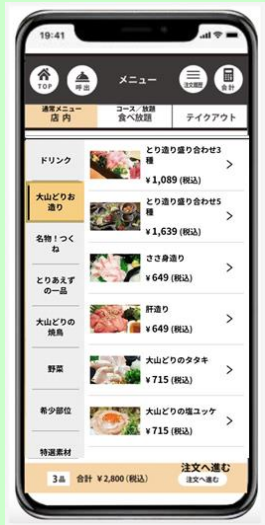 19:41
TOP
呼出
メニュー
注文履歴
会計
通常メニュー
店 内
コース／放題
食べ放題
テイクアウト
ドリンク
大山どりお
造り
名物！つく
ね
とりあえず
の一品
大山どりの
焼鳥
野菜
希少部位
特選素材
とり造り盛り合わせ3
種
¥1,089 (税込)
とり造り盛り合わせ5
種
¥1,639 (税込)
ささ身造り
¥649 (税込)
肝造り
¥649 (税込)
大山どりのタタキ
¥715 (税込)
大山どりの塩ユッケ
¥715 (税込)
3品 合計 ¥2,800(税込)
注文へ進む
注文へ進む